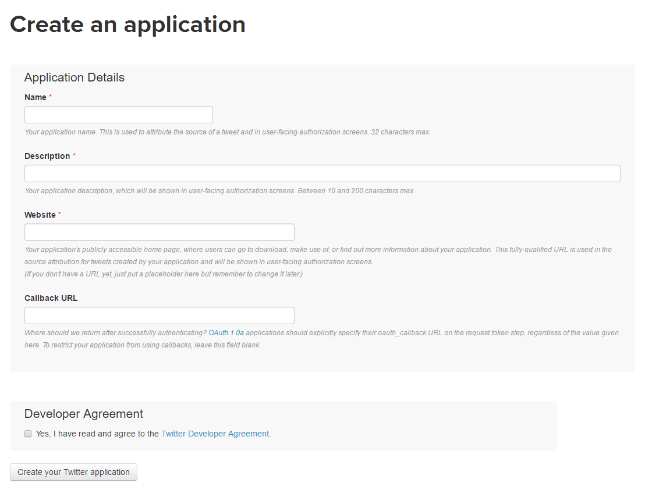 Create an application
Application Details
Name *
Your application name. This is used to attribute the source of a tweet and in user-facing authorization screens. 32 characters max.
Description *
Your application description, which will be shown in user-facing authorization screens. Between 10 and 200 characters max.
Website *
Your application's publicly accessible home page, where users can go to download, make use of, or find out more information about your application. This fully-qualified URL is used in the
source attribution for tweets created by your application and will be shown in user-facing authorization screens.
(If you don't have a URL yet, just put a placeholder here but remember to change it later.)
Callback URL
Where should we return after successfully authenticating? OAuth 1.0a applications should explicitly specify their oauth_callback URL on the request token step, regardless of the value given
here. To restrict your application from using callbacks, leave this field blank.
Developer Agreement
Yes, I have read and agree to the Twitter Developer Agreement.
Create your Twitter application